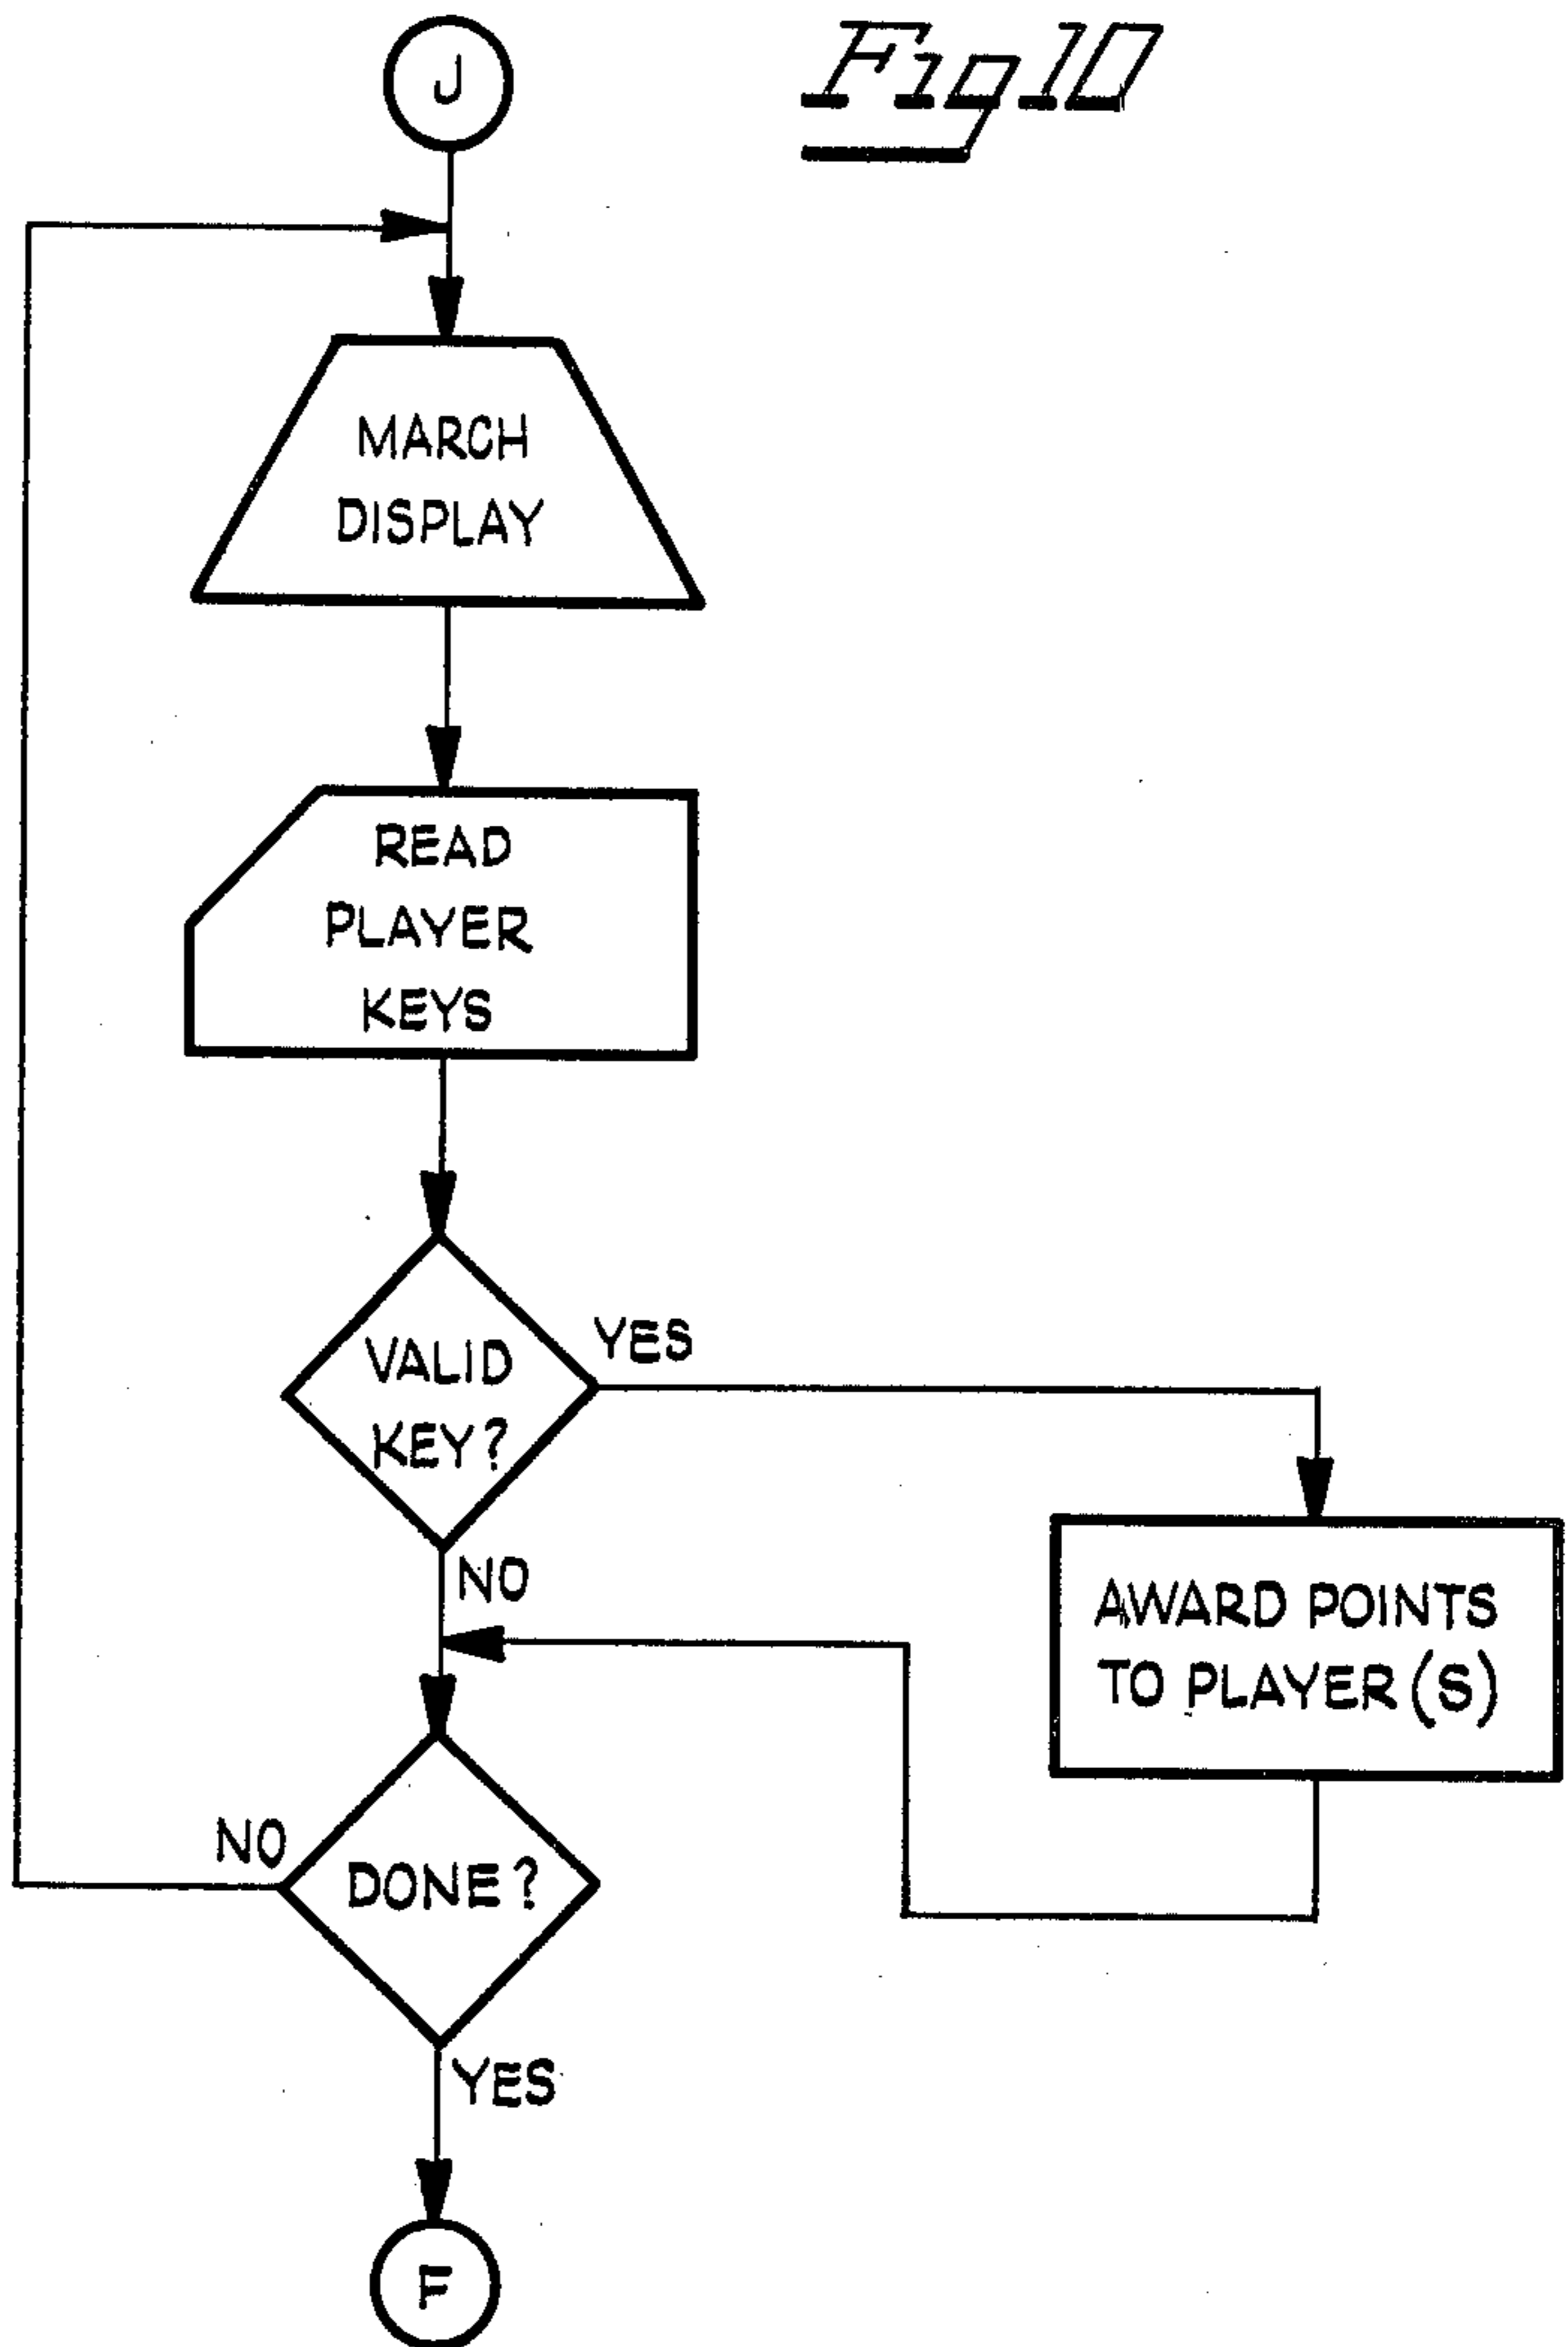 J
Fig 10
MARCH
DISPLAY
READ
PLAYER
KEYS
VALID
KEY?
YES
NO
AWARD POINTS
TO PLAYER(S)
NO
DONE?
YES
F